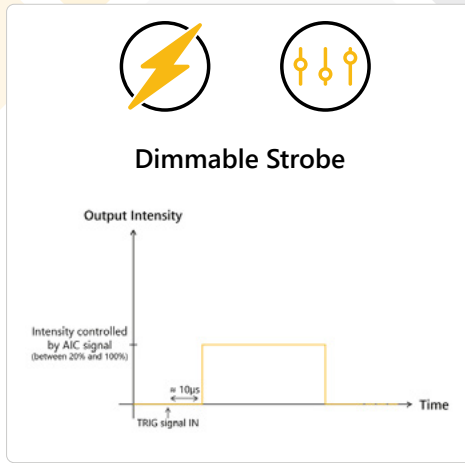 Dimmable Strobe
Output Intensity
Intensity controlled
by AIC signal
(between 20% and 100%)
≈ 10µs
Time
TRIG signal IN